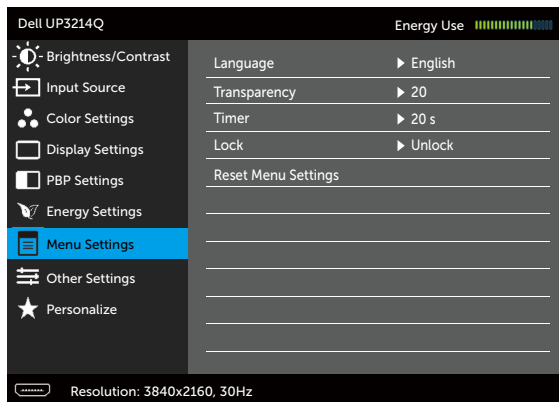 Dell UP3214Q
Energy Use
Brightness/Contrast
Input Source
Color Settings
Display Settings
PBP Settings
Energy Settings
Menu Settings
Other Settings
Personalize
Language English
Transparency 20
Timer 20 s
Lock Unlock
Reset Menu Settings
Resolution: 3840x2160, 30Hz